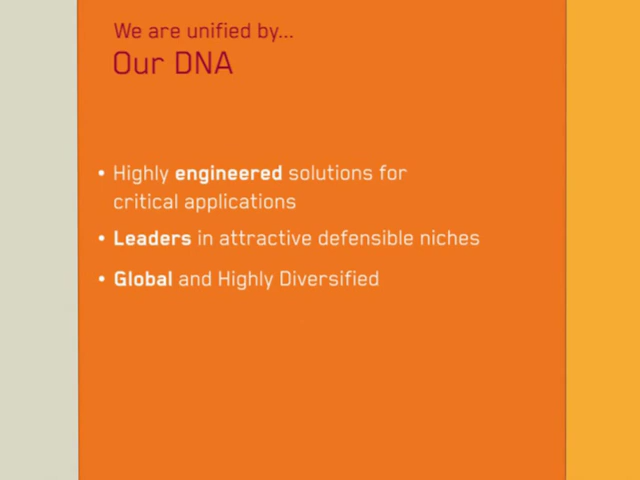 We are unified by...
Our DNA
• Highly engineered solutions for
critical applications
• Leaders in attractive defensible niches
• Global and Highly Diversified